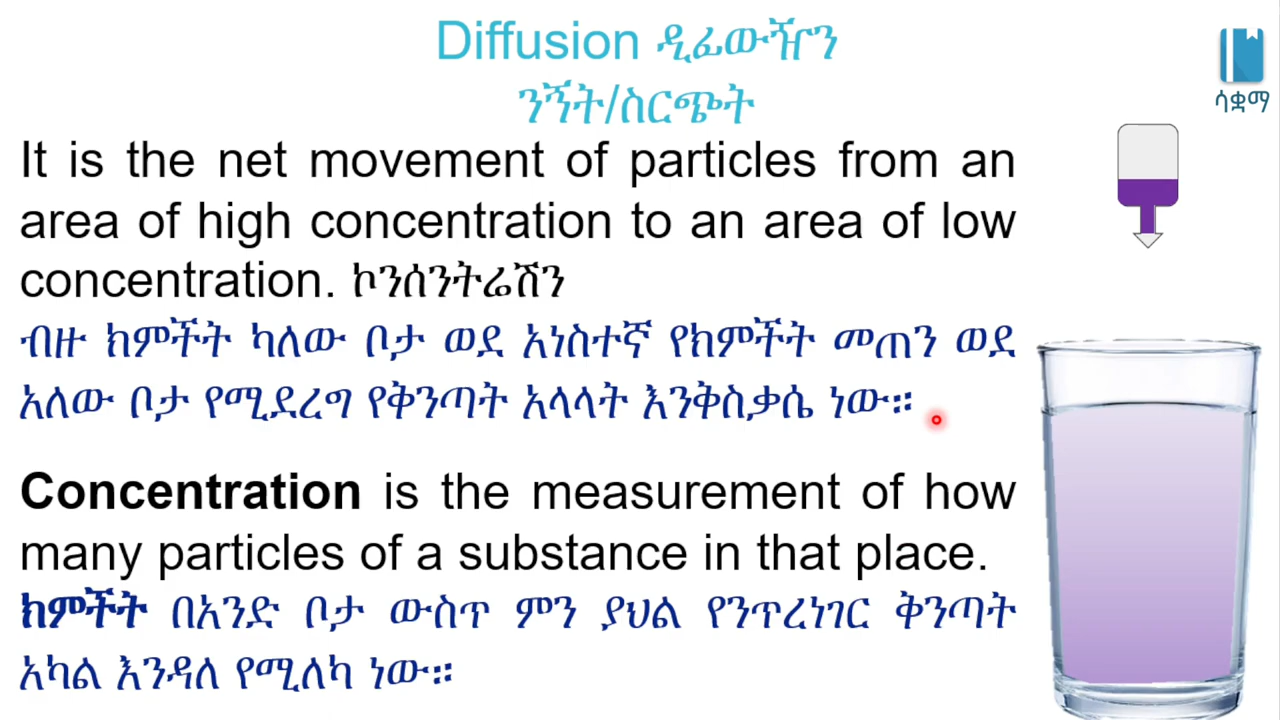 Diffusion ዲፊውዥን
ንኝት/ስርጭት
ሳቋማ
It is the net movement of particles from an
area of high concentration to an area of low
concentration. ኮንሰንትሬሽን
ብዙ ክምችት ካለው ቦታ ወደ አነስተኛ የክምችት መጠን ወደ
አለው ቦታ የሚደረግ የቅንጣት አላላት እንቅስቃሴ ነው።
Concentration is the measurement of how
many particles of a substance in that place.
ክምችት በአንድ ቦታ ውስጥ ምን ያህል የንጥረነገር ቅንጣት
አካል እንዳለ የሚለካ ነው።